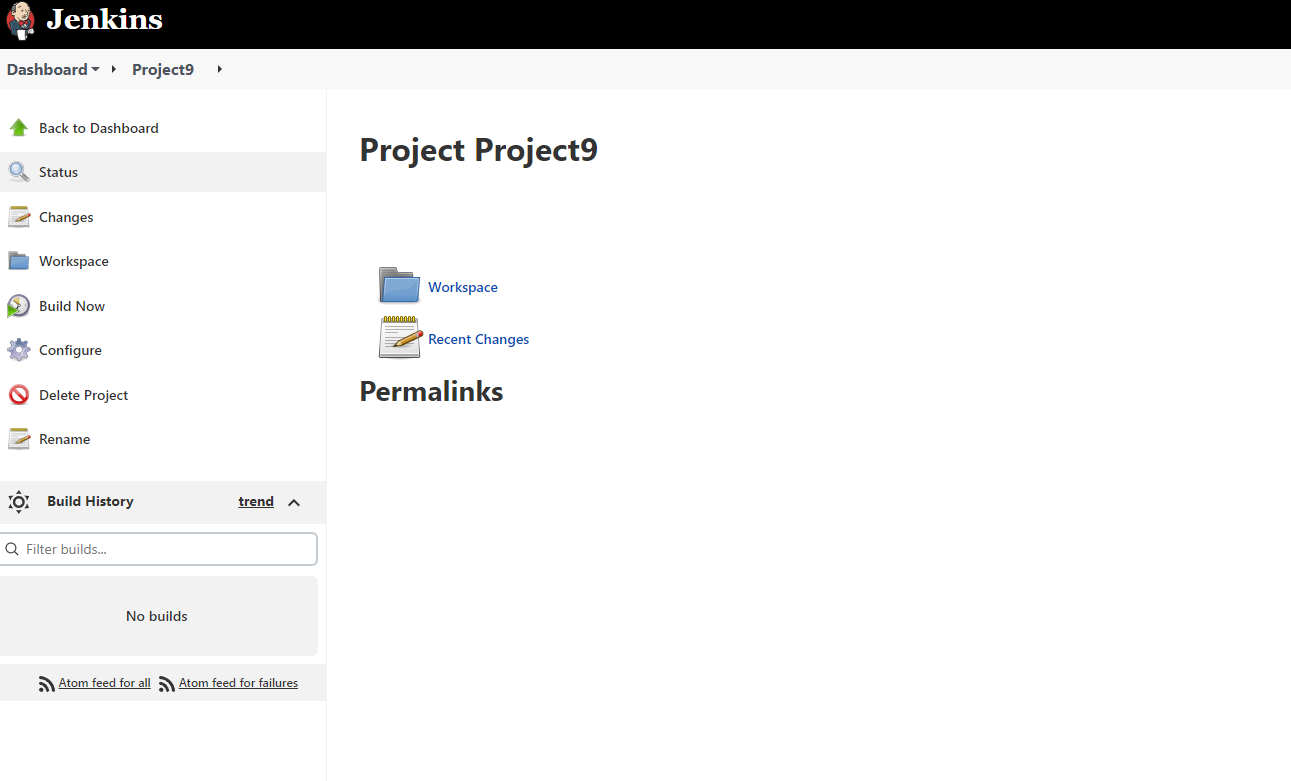 Jenkins
Dashboard
Project9
Back to Dashboard
Status
Changes
Workspace
Build Now
Configure
Delete Project
Rename
Build History trend
Filter builds...
No builds
Atom feed for all Atom feed for failures
Project Project9
Workspace
Recent Changes
Permalinks